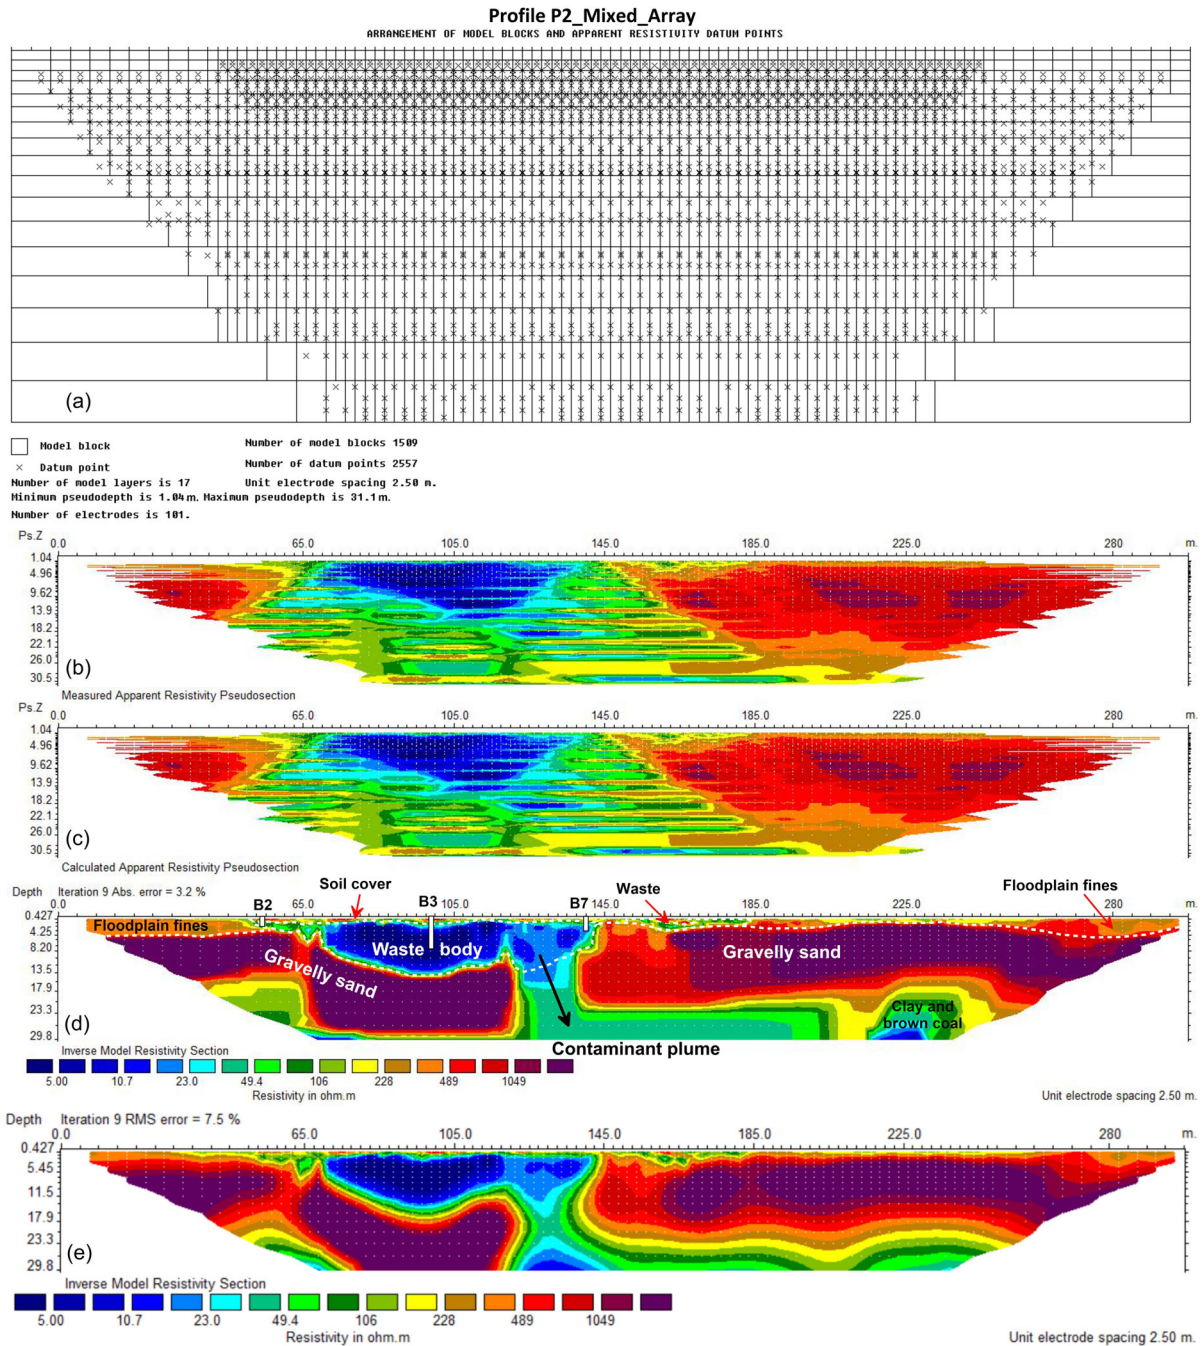 Profile P2_Mixed_Array
ARRANGEMENT OF MODEL BLOCKS AND APPARENT RESISTIVITY DATUM POINTS
(a)
Model block
Number of model blocks 1509
× Datum point
Number of datum points 2557
Number of model layers is 17
Unit electrode spacing 2.50 m.
Minimum pseudodepth is 1.04 m. Maximum pseudodepth is 31.1 m.
Number of electrodes is 101.
Ps.Z 0.0 65.0 105.0 145.0 185.0 225.0 280 m.
1.04
4.96
9.62
13.9
18.2
22.1
26.0
30.5
(b)
Measured Apparent Resistivity Pseudosection
Ps.Z 0.0 65.0 105.0 145.0 185.0 225.0 280 m.
1.04
4.96
9.62
13.9
18.2
22.1
26.0
30.5
(c)
Calculated Apparent Resistivity Pseudosection
Depth Iteration 9 Abs. error = 3.2 %
Soil cover
Waste
Floodplain fines
B2
B3
B7
0.0 65.0 105.0 145.0 185.0 225.0 280 m.
0.427
4.25
8.20
13.5
17.9
23.3
29.8
Floodplain fines
Waste body
Gravelly sand
Gravelly sand
Clay and
brown coal
(d)
Contaminant plume
Inverse Model Resistivity Section
5.00 10.7 23.0 49.4 106 228 489 1049
Resistivity in ohm.m
Unit electrode spacing 2.50 m.
Depth Iteration 9 RMS error = 7.5 %
0.0 65.0 105.0 145.0 185.0 225.0 280 m.
0.427
5.45
11.5
17.9
23.3
29.8
(e)
Inverse Model Resistivity Section
5.00 10.7 23.0 49.4 106 228 489 1049
Resistivity in ohm.m
Unit electrode spacing 2.50 m.